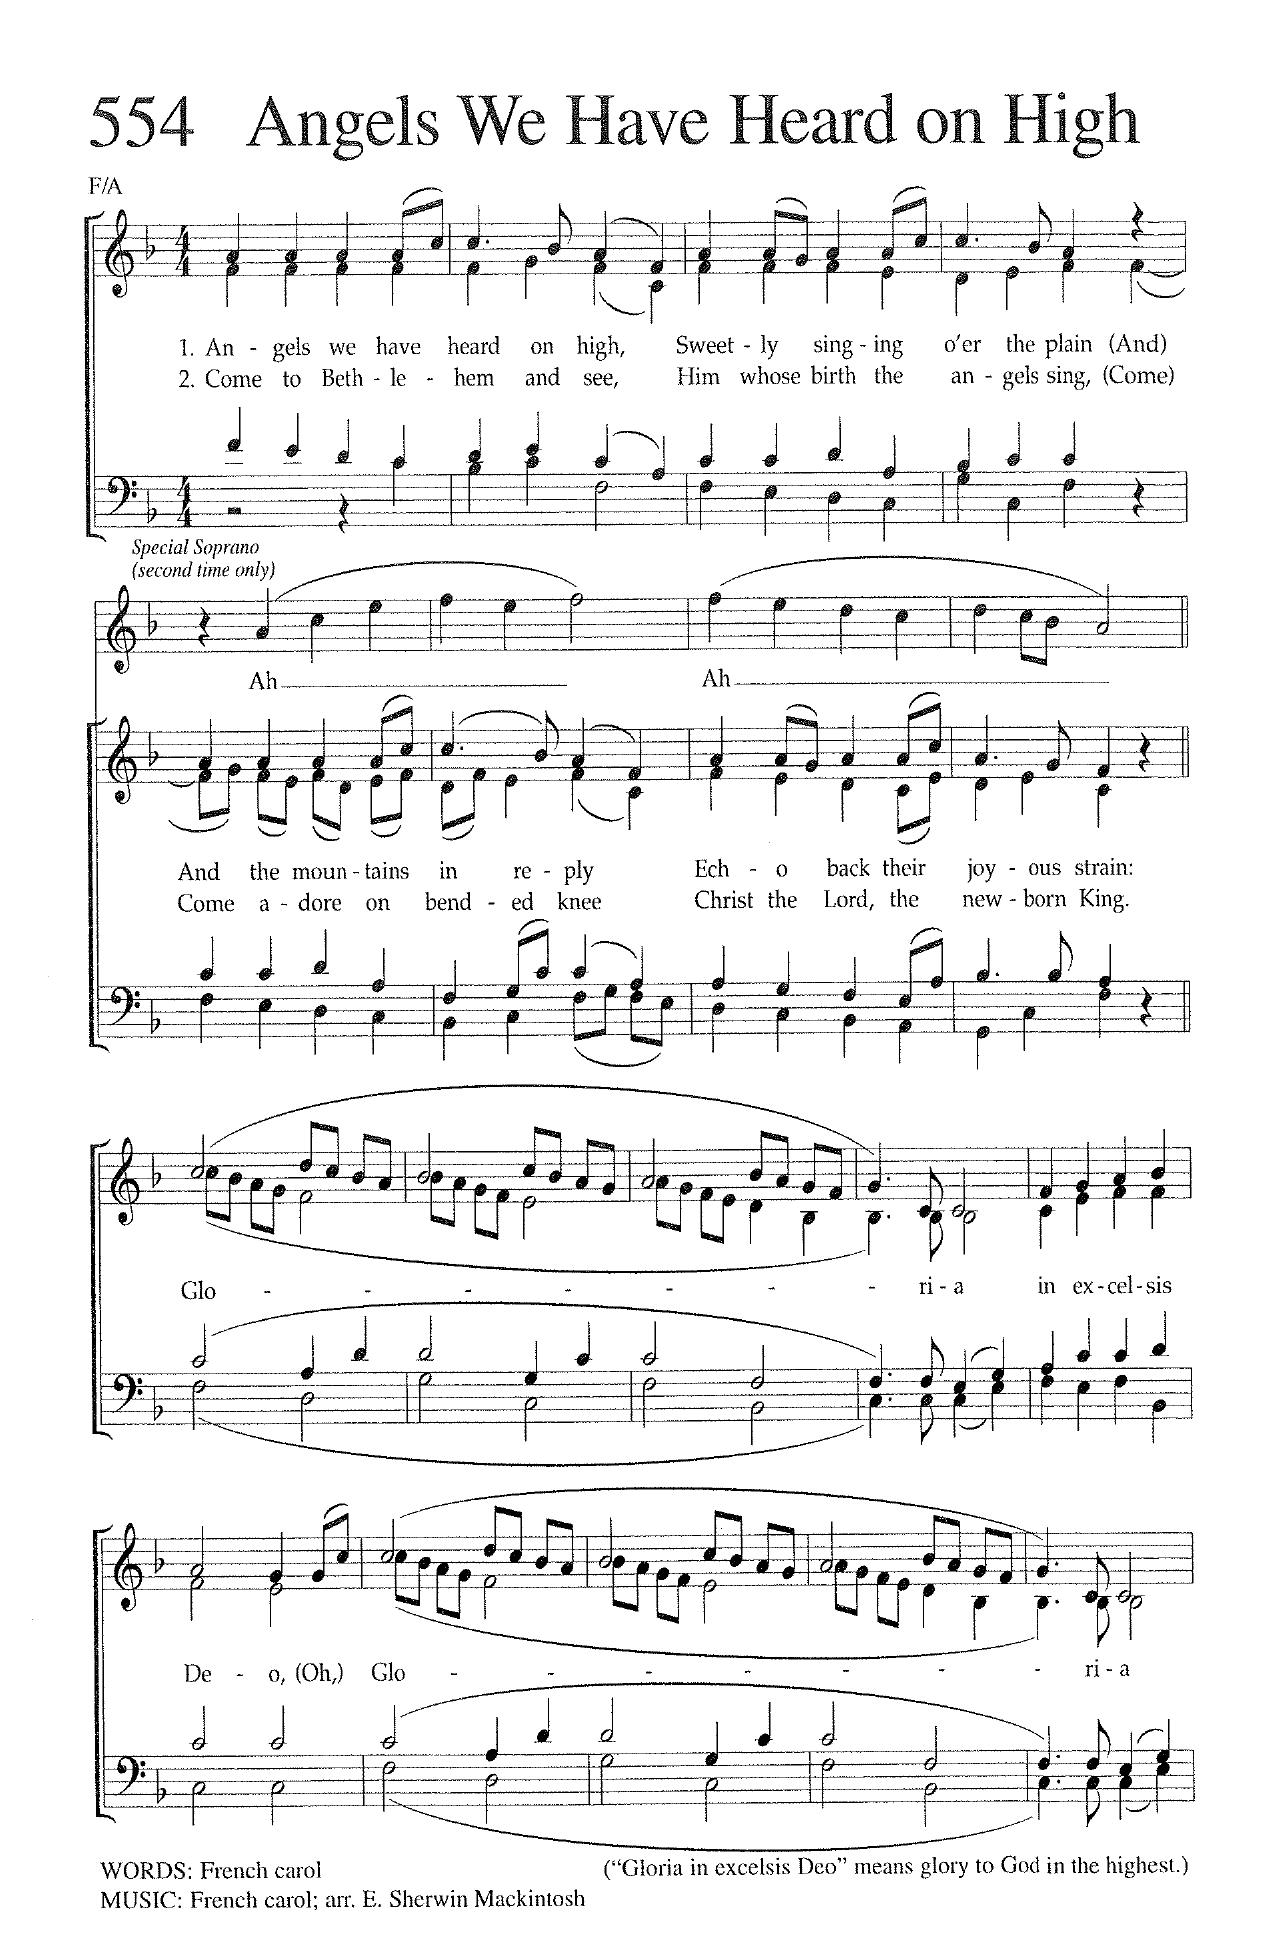 554 Angels We Have Heard on High
F/A
1. An - gels we have heard on high, Sweet - ly sing - ing o'er the plain (And)
2. Come to Beth - le - hem and see, Him whose birth the an - gels sing, (Come)
Special Soprano
(second time only)
Ah Ah
And the moun - tains in re - ply Ech - o back their joy - ous strain:
Come a - dore on bend - ed knee Christ the Lord, the new - born King.
Glo - - - - - - - ri - a in ex - cel - sis
De - o, (Oh,) Glo - - - - - - - ri - a
WORDS: French carol
("Gloria in excelsis Deo" means glory to God in the highest.)
MUSIC: French carol; arr. E. Sherwin Mackintosh